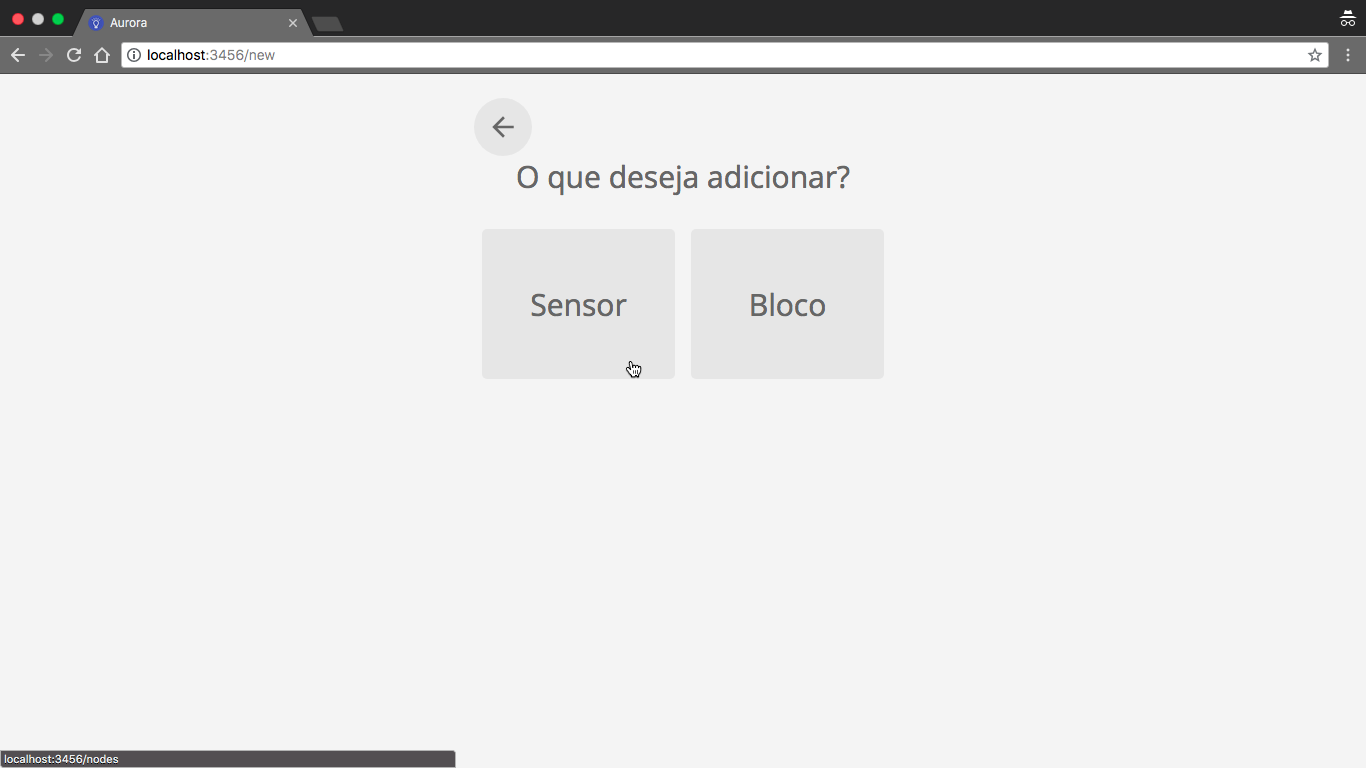 Aurora
localhost:3456/new
O que deseja adicionar?
Sensor Bloco
localhost:3456/nodes